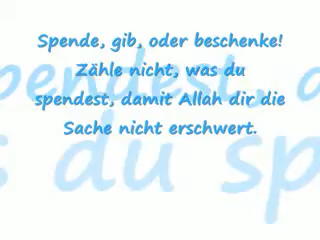 Spende, gib, oder beschenke!
Zähle nicht, was du
spendest, damit Allah dir die
Sache nicht erschwert.